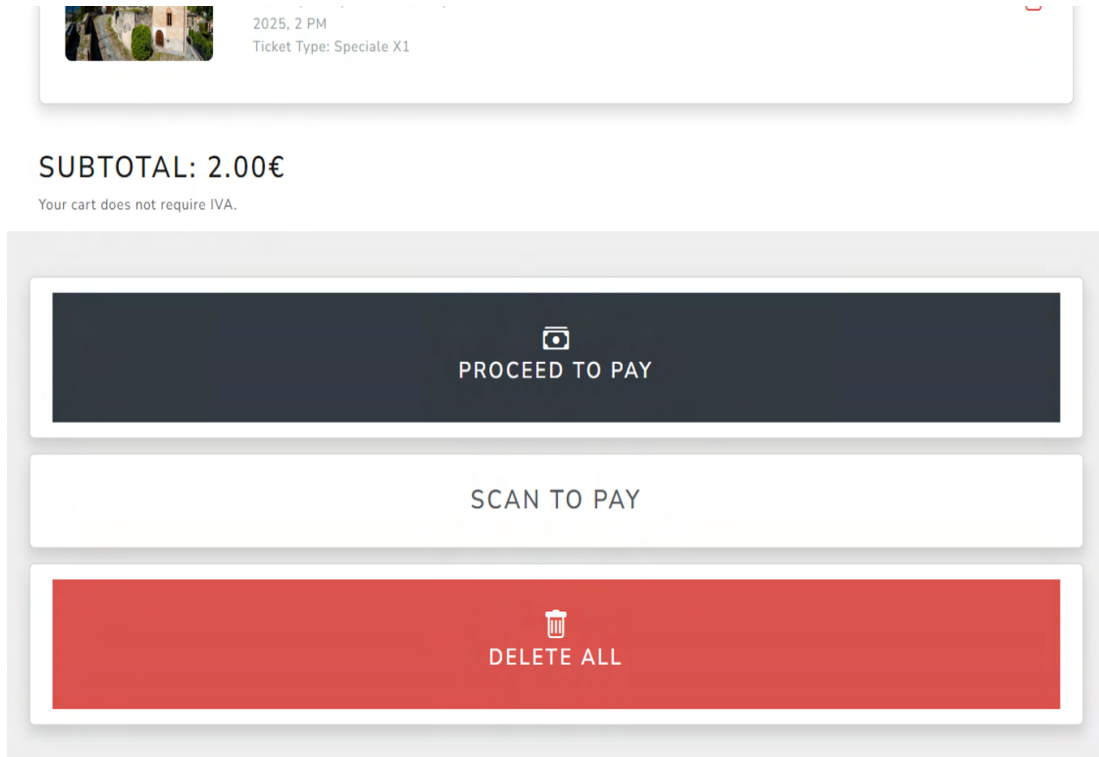 2025, 2 PM
Ticket Type: Speciale X1
SUBTOTAL: 2.00€
Your cart does not require IVA.
PROCEED TO PAY
SCAN TO PAY
DELETE ALL